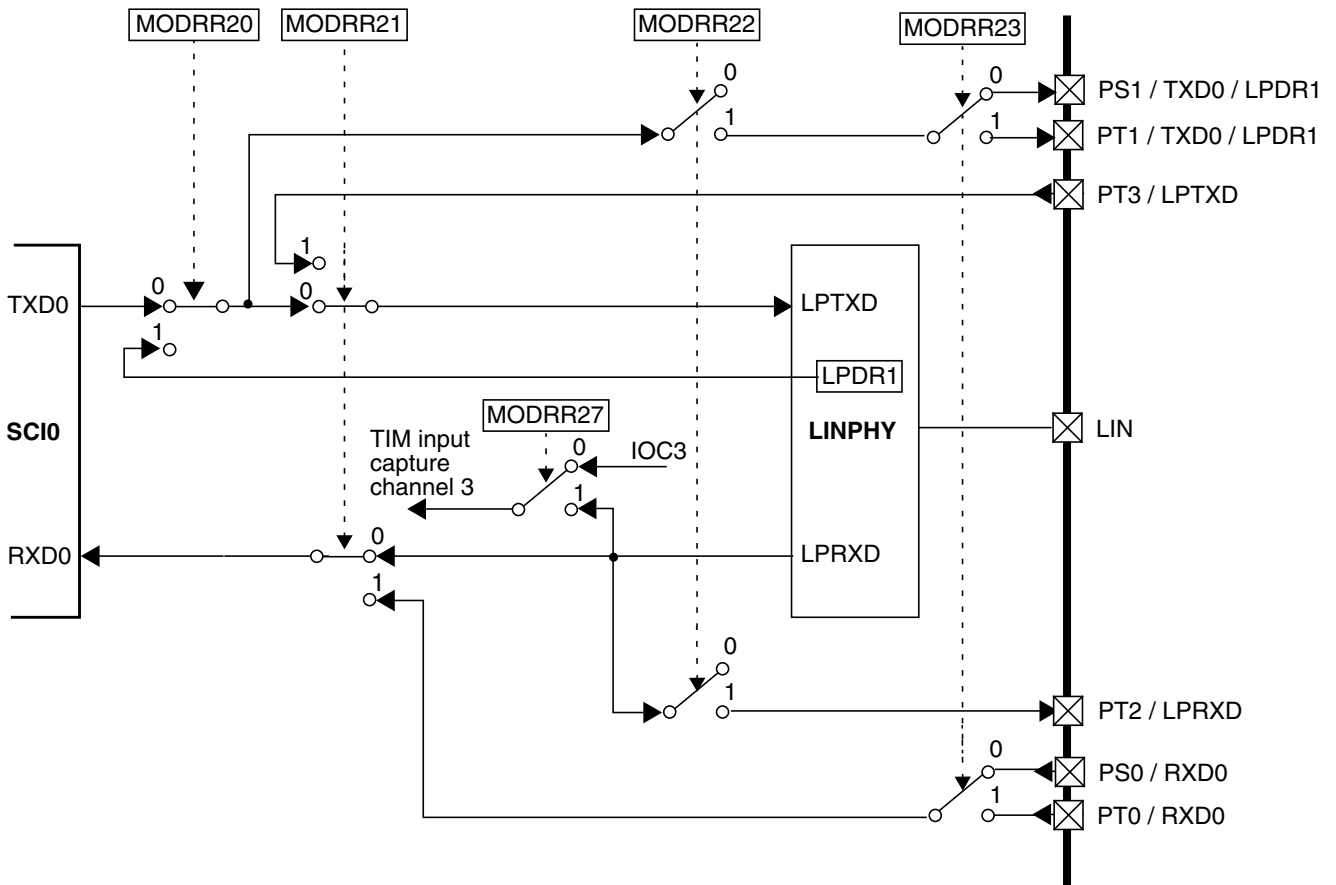 MODRR20
MODRR21
MODRR22
MODRR23
0
0
PS1 / TXD0 / LPDR1
1
1
PT1 / TXD0 / LPDR1
PT3 / LPTXD
1
0
0
TXD0
LPTXD
1
LPDR1
MODRR27
SCI0
TIM input
capture
channel 3
0
IOC3
LINPHY
LIN
1
0
RXD0
LPRXD
1
0
1
PT2 / LPRXD
0
PS0 / RXD0
1
PT0 / RXD0